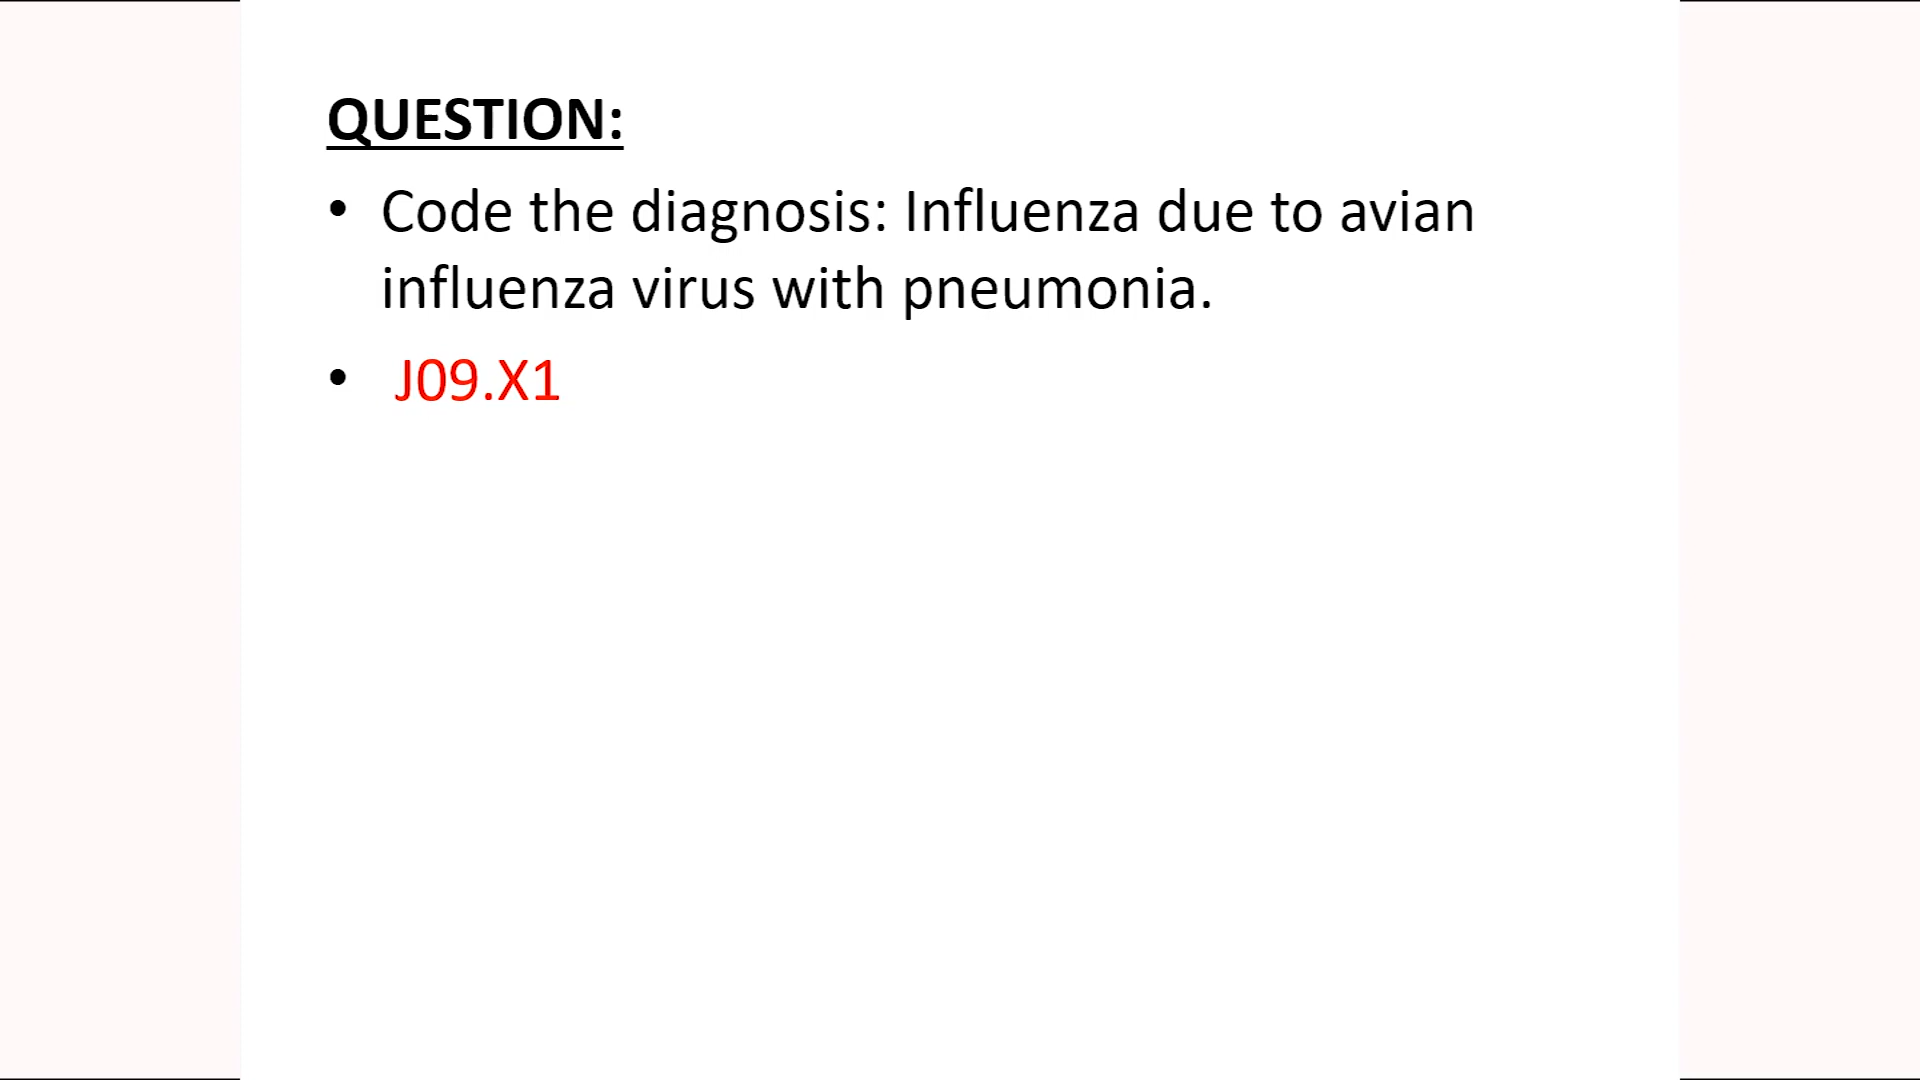 QUESTION:
• Code the diagnosis: Influenza due to avian
influenza virus with pneumonia.
• J09.X1